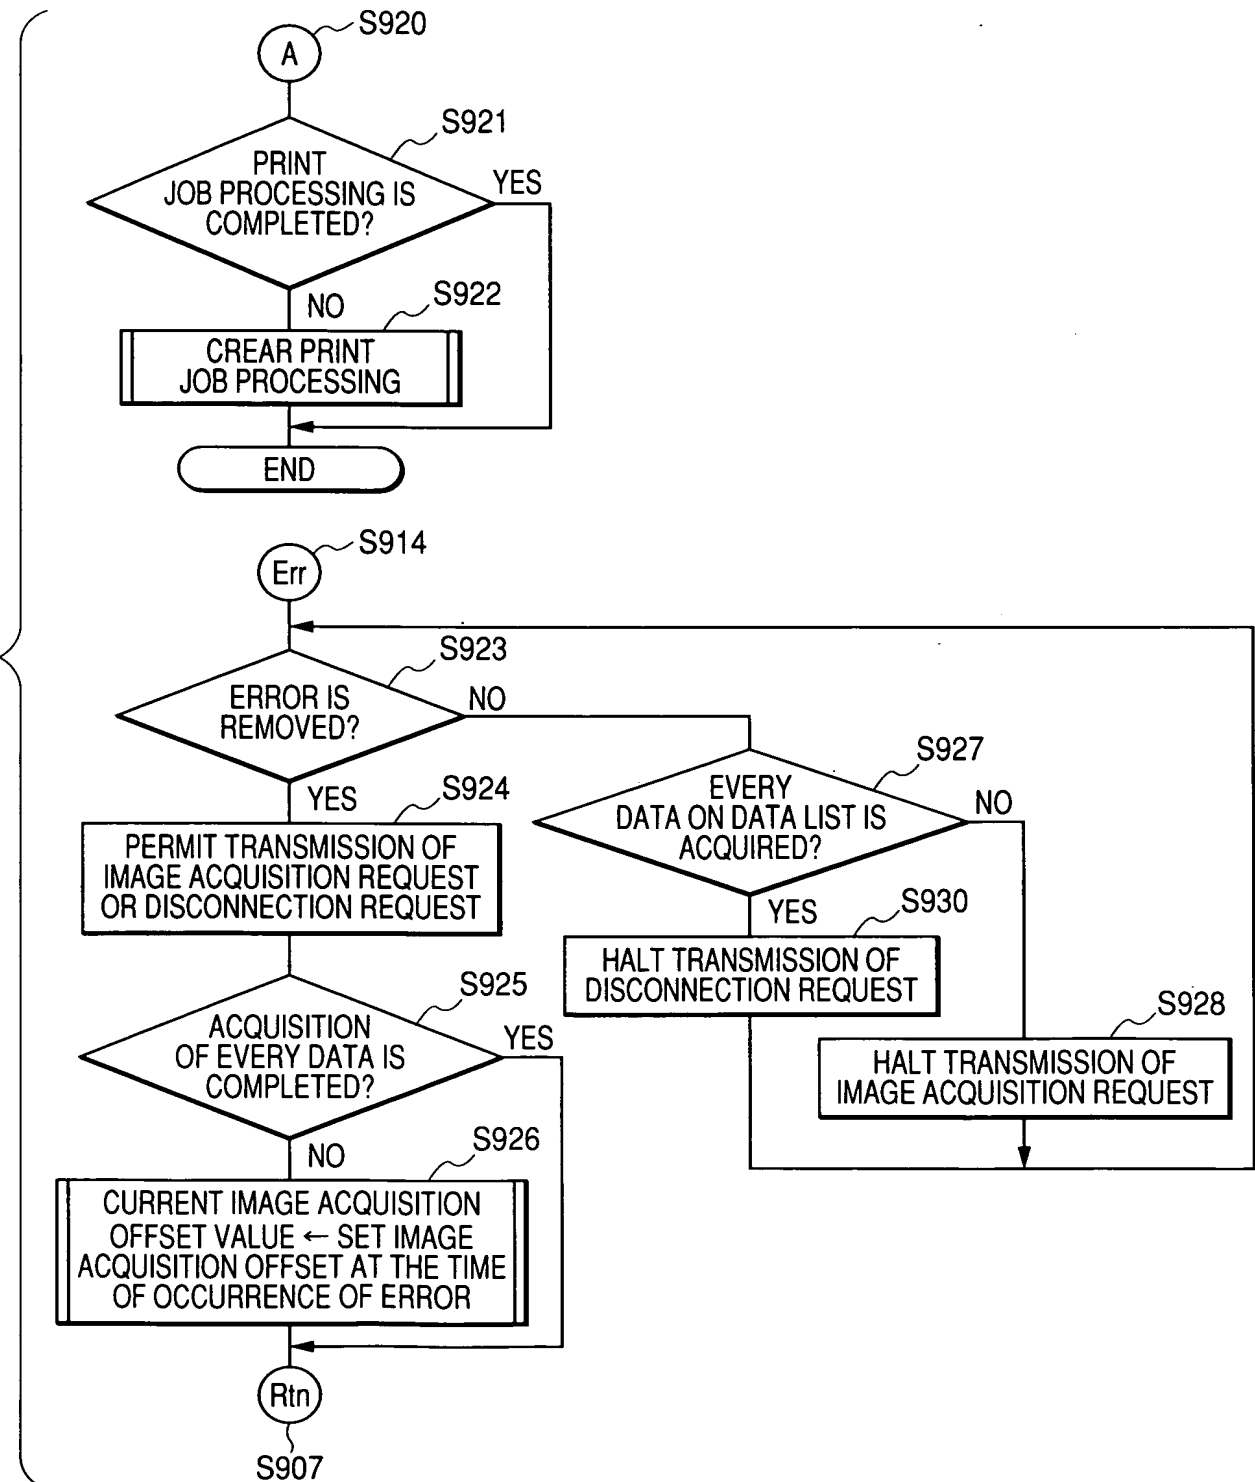 S920
A
S921
PRINT
JOB PROCESSING IS
COMPLETED?
YES
NO
S922
CREAR PRINT
JOB PROCESSING
END
S914
Err
S923
ERROR IS
REMOVED?
NO
YES
S924
PERMIT TRANSMISSION OF
IMAGE ACQUISITION REQUEST
OR DISCONNECTION REQUEST
S927
EVERY
DATA ON DATA LIST IS
ACQUIRED?
NO
YES
S930
HALT TRANSMISSION OF
DISCONNECTION REQUEST
S928
HALT TRANSMISSION OF
IMAGE ACQUISITION REQUEST
S925
ACQUISITION
OF EVERY DATA IS
COMPLETED?
YES
NO
S926
CURRENT IMAGE ACQUISITION
OFFSET VALUE ← SET IMAGE
ACQUISITION OFFSET AT THE TIME
OF OCCURRENCE OF ERROR
Rtn
S907